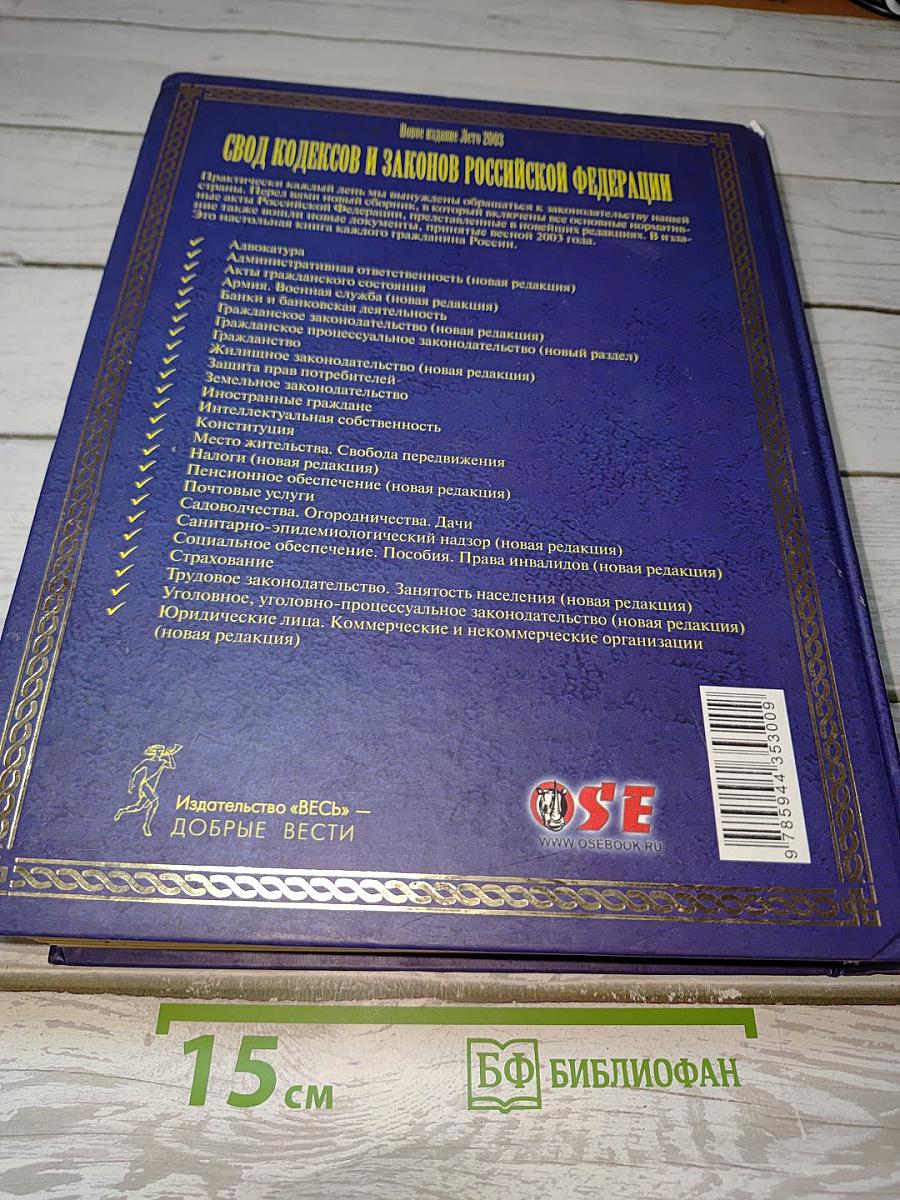 Новое издание Лето 2003
СВОД КОДЕКСОВ И ЗАКОНОВ РОССИЙСКОЙ ФЕДЕРАЦИИ
Практически каждый день мы вынуждены обращаться к законодательству нашей
страны. Перед вами новый сборник, в который включены все основные норматив-
ные акты Российской Федерации, представленные в новейших редакциях. В изда-
ние также вошли новые документы, принятые весной 2003 года.
Это настольная книга каждого гражданина России.
Адвокатура
Административная ответственность (новая редакция)
Акты гражданского состояния
Армия. Военная служба (новая редакция)
Банки и банковская деятельность
Гражданское законодательство (новая редакция)
Гражданское процессуальное законодательство (новый раздел)
Гражданство
Жилищное законодательство (новая редакция)
Защита прав потребителей
Земельное законодательство
Иностранные граждане
Интеллектуальная собственность
Конституция
Место жительства. Свобода передвижения
Налоги (новая редакция)
Пенсионное обеспечение (новая редакция)
Почтовые услуги
Садоводчества. Огородничества. Дачи
Санитарно-эпидемиологический надзор (новая редакция)
Социальное обеспечение. Пособия. Права инвалидов (новая редакция)
Страхование
Трудовое законодательство. Занятость населения (новая редакция)
Уголовное, уголовно-процессуальное законодательство (новая редакция)
Юридические лица. Коммерческие и некоммерческие организации
(новая редакция)
Издательство «ВЕСЬ» —
ДОБРЫЕ ВЕСТИ
OSE
WWW.OSEBOOK.RU
9 785944 353009
15 см
БФ БИБЛИОФАН